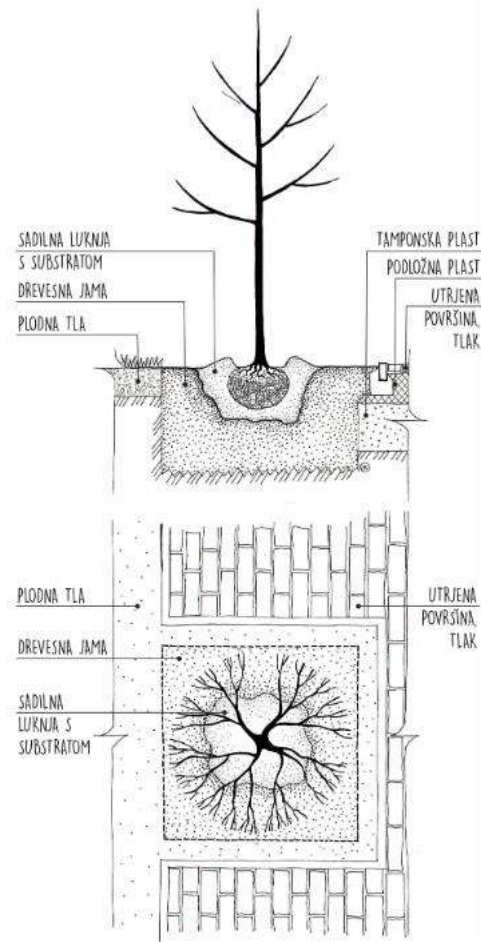 SADILNA LUKNJA
S SUBSTRATOM
DREVESNA JAMA
PLODNA TLA
TAMPONSKA PLAST
PODLOŽNA PLAST
UTRJENA
POVRŠINA,
TLAK
PLODNA TLA
DREVESNA JAMA
SADILNA
LUKNJA S
SUBSTRATOM
UTRJENA
POVRŠINA,
TLAK